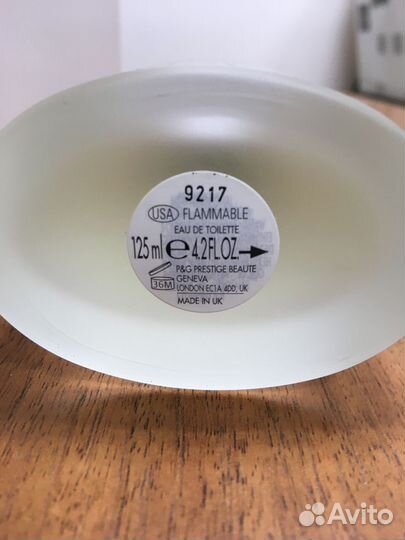 9217
USA FLAMMABLE
EAU DE TOILETTE
125 ml e 4.2FL.OZ.
P&G PRESTIGE BEAUTE
GENEVA
36M LONDON EC1A 4DD, UK
MADE IN UK
Avito